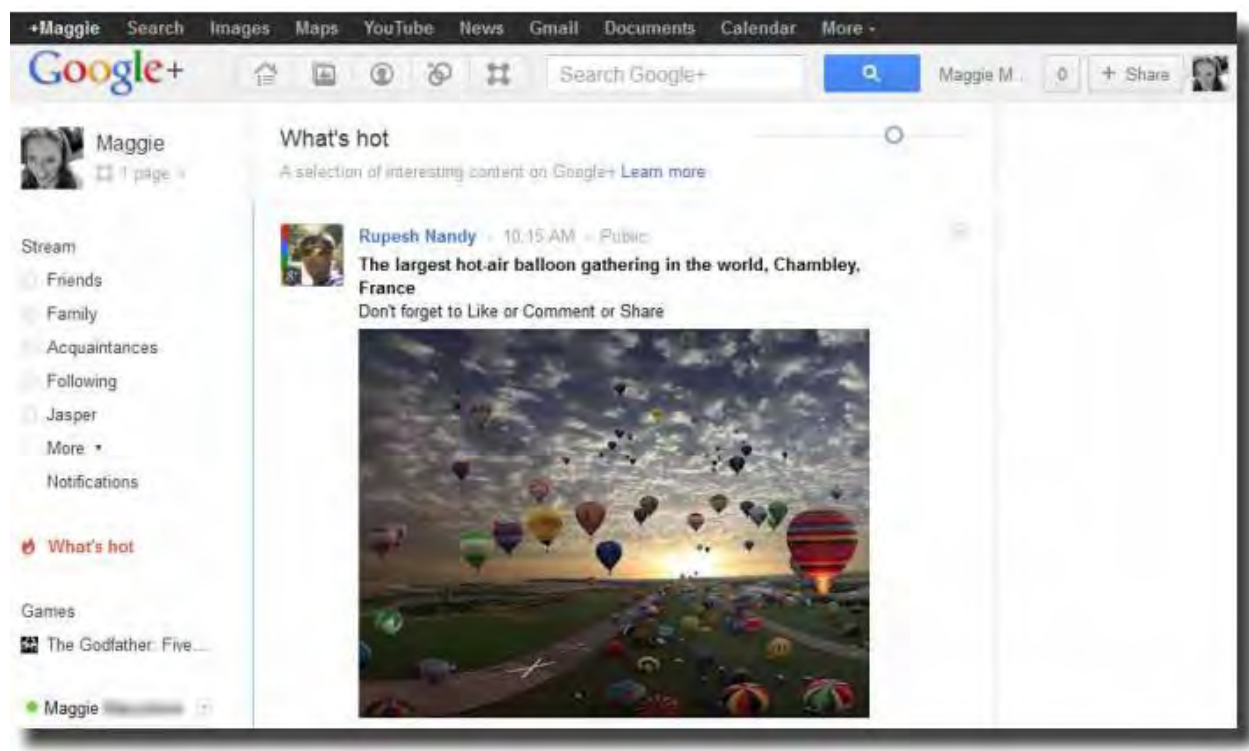 +Maggie Search Images Maps YouTube News Gmail Documents Calendar More
Google+ Search Google+ Maggie M... 0 + Share
Maggie
1 page
What's hot
A selection of interesting content on Google+ Learn more
Rupesh Nandy - 10:15 AM - Public
The largest hot-air balloon gathering in the world, Chambley,
France
Don't forget to Like or Comment or Share
Stream
Friends
Family
Acquaintances
Following
Jasper
More
Notifications
What's hot
Games
The Godfather: Five...
Maggie